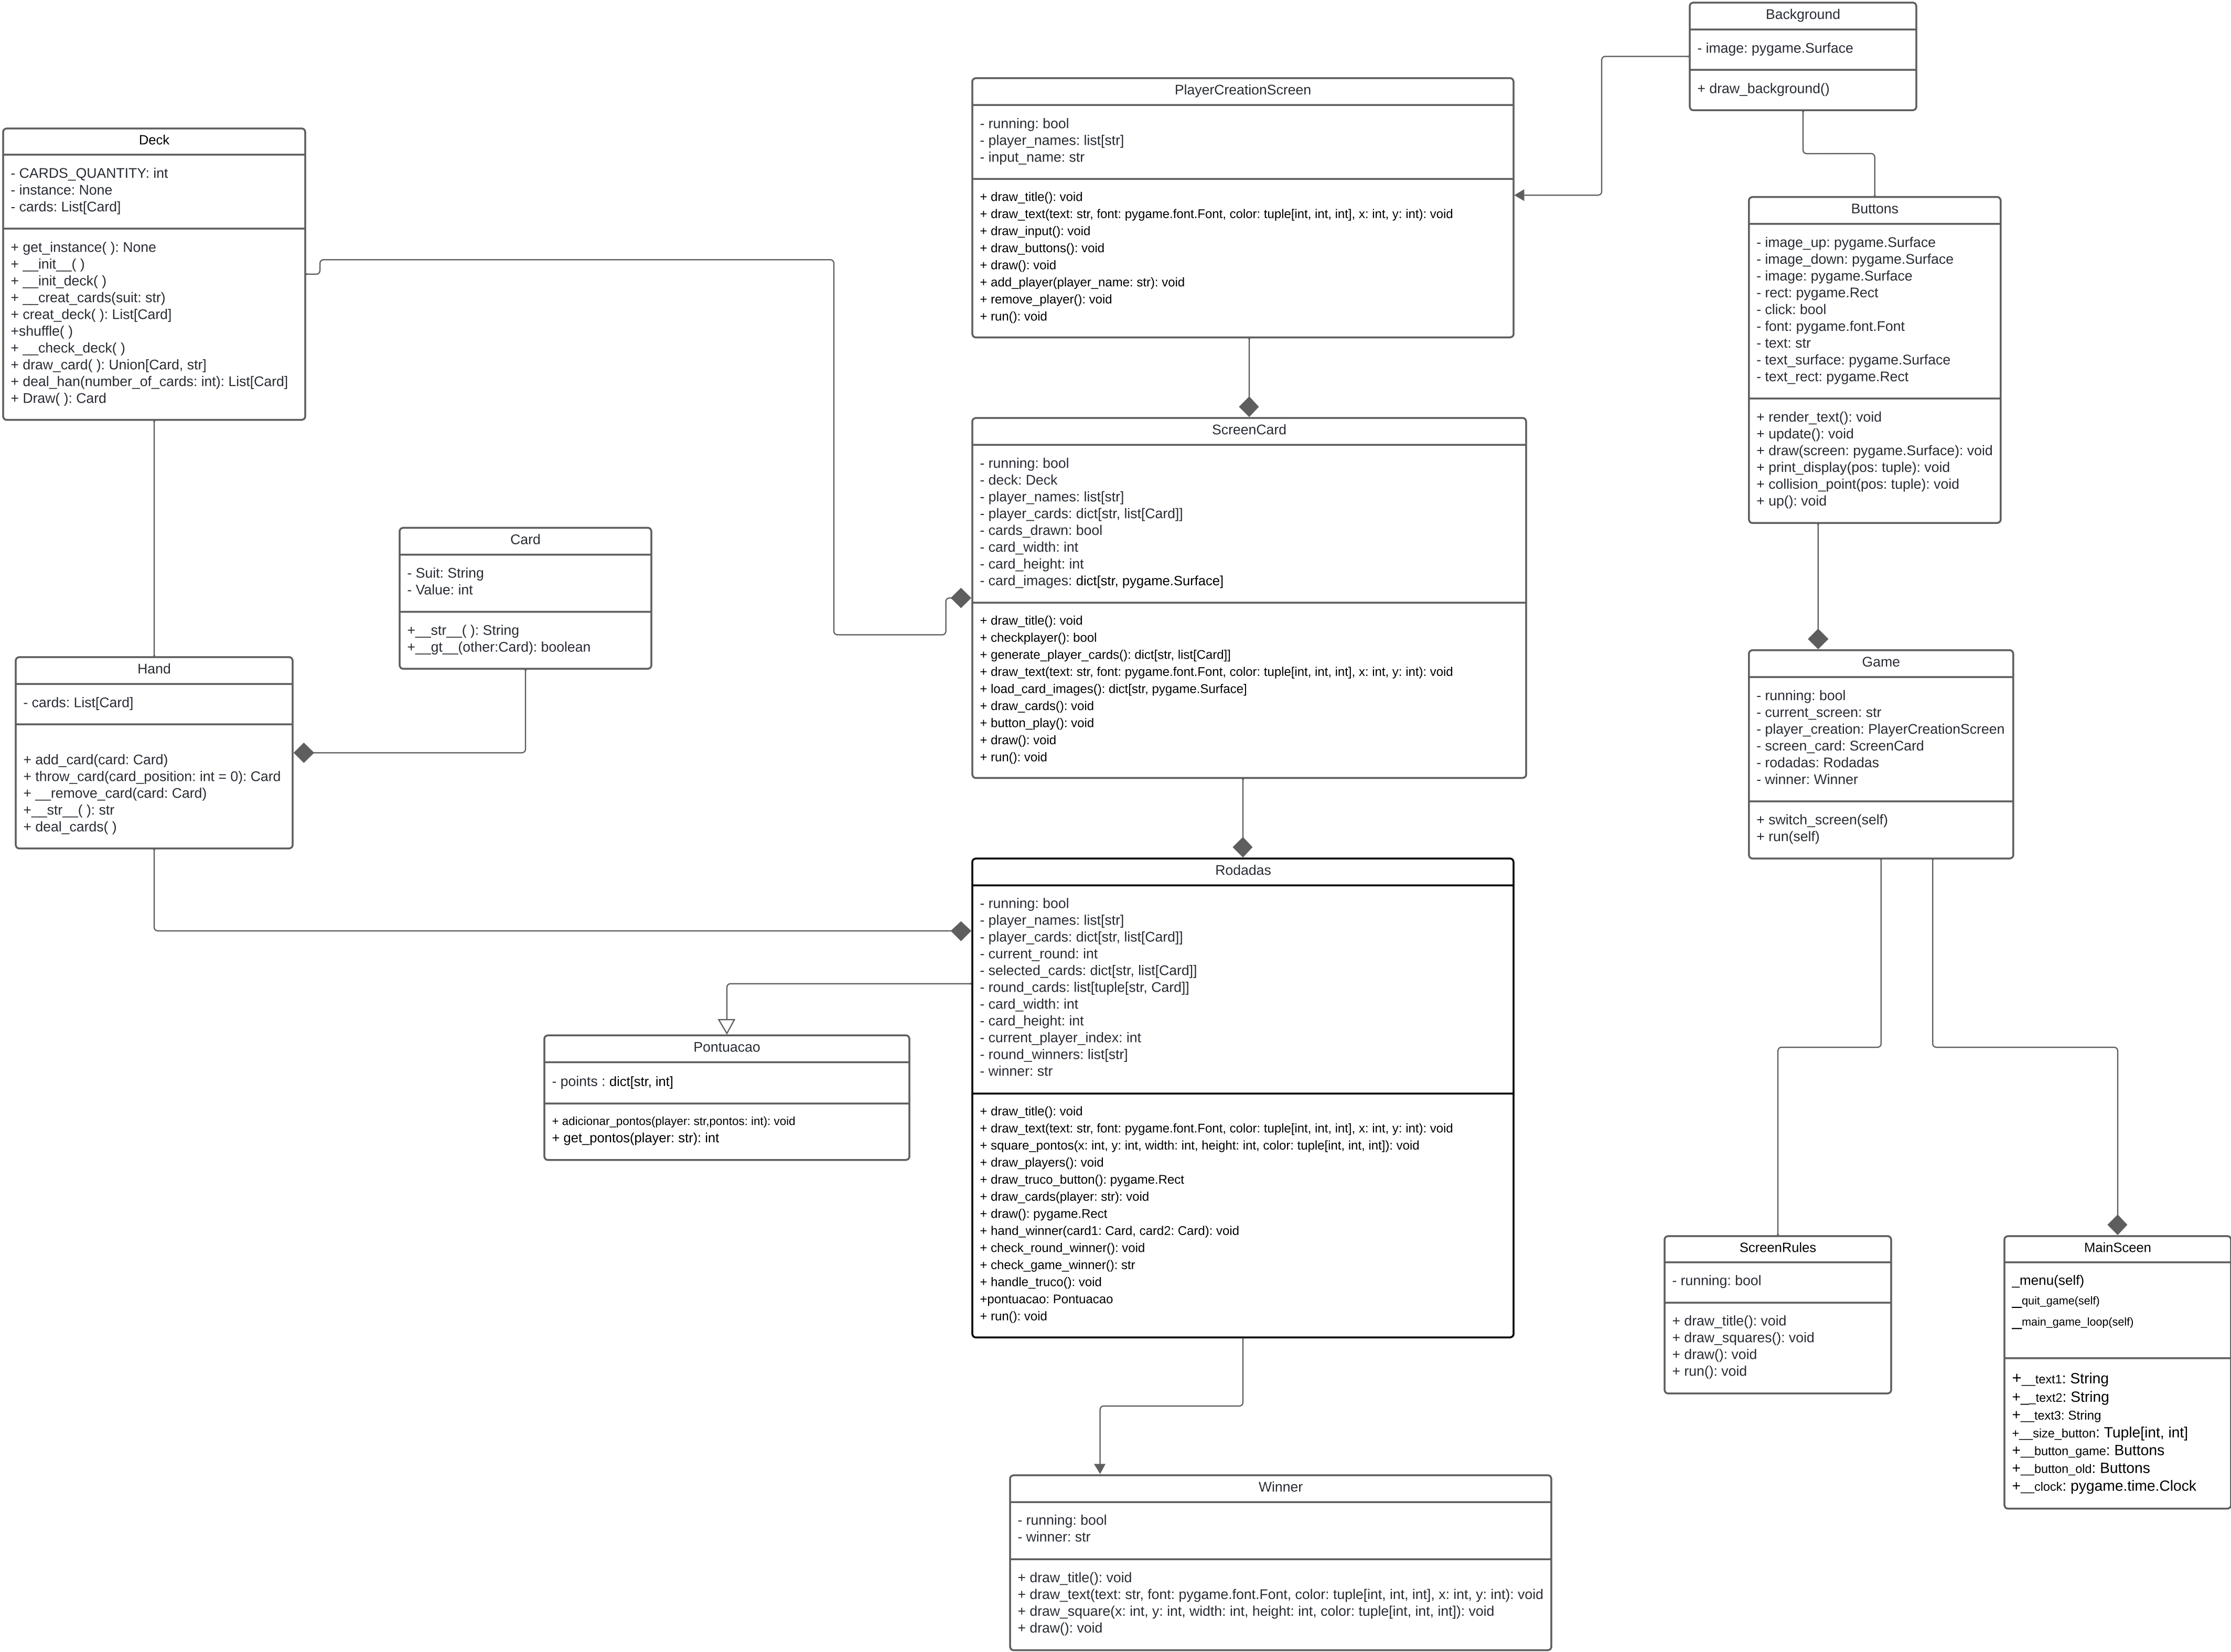 Background
- image: pygame.Surface
+ draw_background()
PlayerCreationScreen
- running: bool
- player_names: list[str]
- input_name: str
+ draw_title(): void
+ draw_text(text: str, font: pygame.font.Font, color: tuple[int, int, int], x: int, y: int): void
+ draw_input(): void
+ draw_buttons(): void
+ draw(): void
+ add_player(player_name: str): void
+ remove_player(): void
+ run(): void
Deck
- CARDS_QUANTITY: int
- instance: None
- cards: List[Card]
+ get_instance( ): None
+ __init__( )
+ __init_deck( )
+ __creat_cards(suit: str)
+ creat_deck( ): List[Card]
+shuffle( )
+ __check_deck( )
+ draw_card( ): Union[Card, str]
+ deal_han(number_of_cards: int): List[Card]
+ Draw( ): Card
Buttons
- image_up: pygame.Surface
- image_down: pygame.Surface
- image: pygame.Surface
- rect: pygame.Rect
- click: bool
- font: pygame.font.Font
- text: str
- text_surface: pygame.Surface
- text_rect: pygame.Rect
+ render_text(): void
+ update(): void
+ draw(screen: pygame.Surface): void
+ print_display(pos: tuple): void
+ collision_point(pos: tuple): void
+ up(): void
ScreenCard
- running: bool
- deck: Deck
- player_names: list[str]
- player_cards: dict[str, list[Card]]
- cards_drawn: bool
- card_width: int
- card_height: int
- card_images: dict[str, pygame.Surface]
+ draw_title(): void
+ checkplayer(): bool
+ generate_player_cards(): dict[str, list[Card]]
+ draw_text(text: str, font: pygame.font.Font, color: tuple[int, int, int], x: int, y: int): void
+ load_card_images(): dict[str, pygame.Surface]
+ draw_cards(): void
+ button_play(): void
+ draw(): void
+ run(): void
Card
- Suit: String
- Value: int
+__str__( ): String
+__gt__(other:Card): boolean
Hand
- cards: List[Card]
+ add_card(card: Card)
+ throw_card(card_position: int = 0): Card
+ __remove_card(card: Card)
+__str__( ): str
+ deal_cards( )
Game
- running: bool
- current_screen: str
- player_creation: PlayerCreationScreen
- screen_card: ScreenCard
- rodadas: Rodadas
- winner: Winner
+ switch_screen(self)
+ run(self)
Rodadas
- running: bool
- player_names: list[str]
- player_cards: dict[str, list[Card]]
- current_round: int
- selected_cards: dict[str, list[Card]]
- round_cards: list[tuple[str, Card]]
- card_width: int
- card_height: int
- current_player_index: int
- round_winners: list[str]
- winner: str
+ draw_title(): void
+ draw_text(text: str, font: pygame.font.Font, color: tuple[int, int, int], x: int, y: int): void
+ square_pontos(x: int, y: int, width: int, height: int, color: tuple[int, int, int]): void
+ draw_players(): void
+ draw_truco_button(): pygame.Rect
+ draw_cards(player: str): void
+ draw(): pygame.Rect
+ hand_winner(card1: Card, card2: Card): void
+ check_round_winner(): void
+ check_game_winner(): str
+ handle_truco(): void
+pontuacao: Pontuacao
+ run(): void
Pontuacao
- points : dict[str, int]
+ adicionar_pontos(player: str,pontos: int): void
+ get_pontos(player: str): int
ScreenRules
- running: bool
+ draw_title(): void
+ draw_squares(): void
+ draw(): void
+ run(): void
MainSceen
_menu(self)
_quit_game(self)
_main_game_loop(self)
+__text1: String
+__text2: String
+__text3: String
+__size_button: Tuple[int, int]
+__button_game: Buttons
+__button_old: Buttons
+__clock: pygame.time.Clock
Winner
- running: bool
- winner: str
+ draw_title(): void
+ draw_text(text: str, font: pygame.font.Font, color: tuple[int, int, int], x: int, y: int): void
+ draw_square(x: int, y: int, width: int, height: int, color: tuple[int, int, int]): void
+ draw(): void